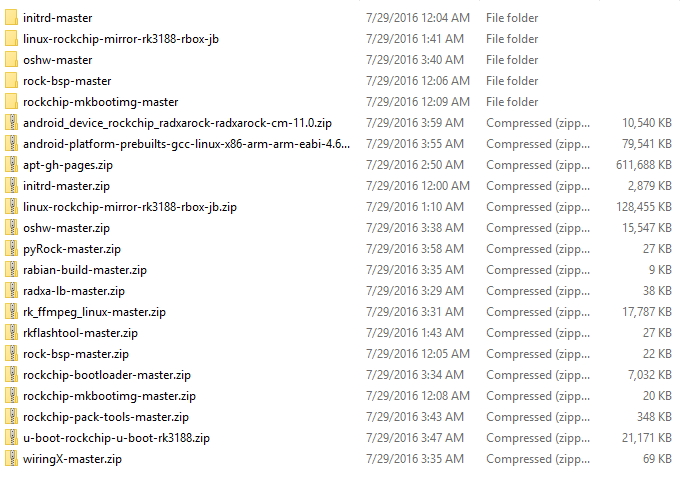 initrd-master 7/29/2016 12:04 AM File folder
linux-rockchip-mirror-rk3188-rbox-jb 7/29/2016 1:41 AM File folder
oshw-master 7/29/2016 3:40 AM File folder
rock-bsp-master 7/29/2016 12:06 AM File folder
rockchip-mkbootimg-master 7/29/2016 12:09 AM File folder
android_device_rockchip_radxarock-radxarock-cm-11.0.zip 7/29/2016 3:59 AM Compressed (zipp... 10,540 KB
android-platform-prebuilts-gcc-linux-x86-arm-arm-eabi-4.6... 7/29/2016 3:55 AM Compressed (zipp... 79,541 KB
apt-gh-pages.zip 7/29/2016 2:50 AM Compressed (zipp... 611,688 KB
initrd-master.zip 7/29/2016 12:00 AM Compressed (zipp... 2,879 KB
linux-rockchip-mirror-rk3188-rbox-jb.zip 7/29/2016 1:10 AM Compressed (zipp... 128,455 KB
oshw-master.zip 7/29/2016 3:38 AM Compressed (zipp... 15,547 KB
pyRock-master.zip 7/29/2016 3:58 AM Compressed (zipp... 27 KB
rabian-build-master.zip 7/29/2016 3:35 AM Compressed (zipp... 9 KB
radxa-lb-master.zip 7/29/2016 3:29 AM Compressed (zipp... 38 KB
rk_ffmpeg_linux-master.zip 7/29/2016 3:31 AM Compressed (zipp... 17,787 KB
rkflashtool-master.zip 7/29/2016 1:43 AM Compressed (zipp... 27 KB
rock-bsp-master.zip 7/29/2016 12:05 AM Compressed (zipp... 22 KB
rockchip-bootloader-master.zip 7/29/2016 3:34 AM Compressed (zipp... 7,032 KB
rockchip-mkbootimg-master.zip 7/29/2016 12:08 AM Compressed (zipp... 20 KB
rockchip-pack-tools-master.zip 7/29/2016 3:43 AM Compressed (zipp... 348 KB
u-boot-rockchip-u-boot-rk3188.zip 7/29/2016 3:47 AM Compressed (zipp... 21,171 KB
wiringX-master.zip 7/29/2016 3:35 AM Compressed (zipp... 69 KB